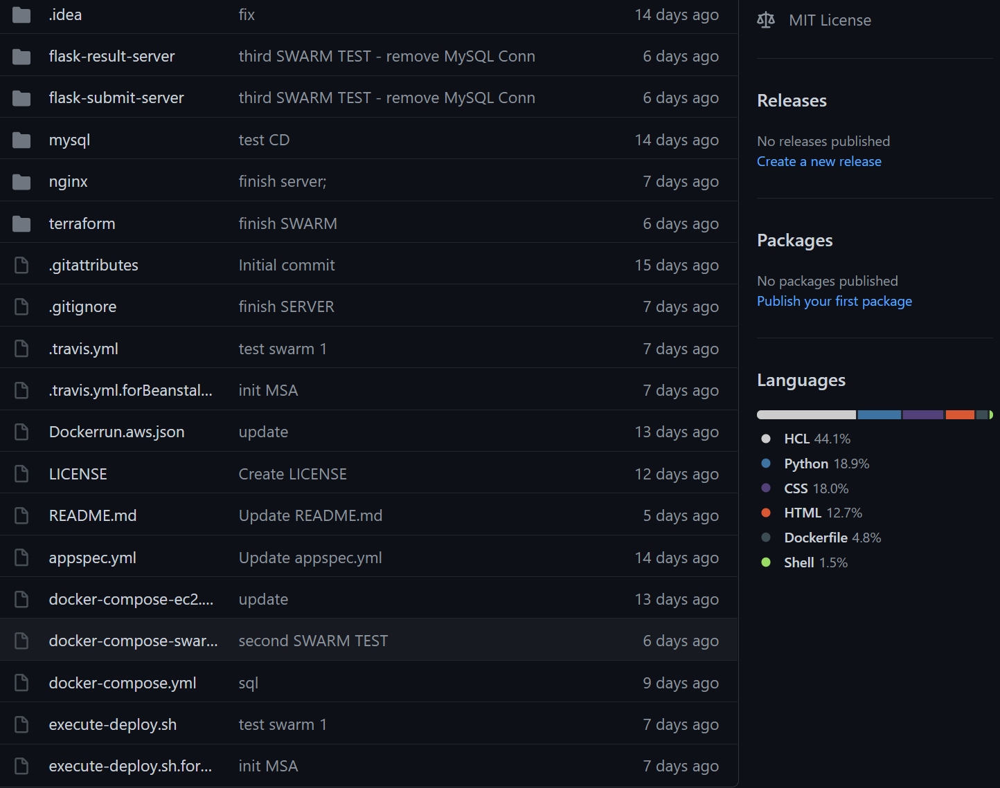 .idea fix 14 days ago
flask-result-server third SWARM TEST - remove MySQL Conn 6 days ago
flask-submit-server third SWARM TEST - remove MySQL Conn 6 days ago
mysql test CD 14 days ago
nginx finish server; 7 days ago
terraform finish SWARM 6 days ago
.gitattributes Initial commit 15 days ago
.gitignore finish SERVER 7 days ago
.travis.yml test swarm 1 7 days ago
.travis.yml.forBeanstal... init MSA 7 days ago
Dockerrun.aws.json update 13 days ago
LICENSE Create LICENSE 12 days ago
README.md Update README.md 5 days ago
appspec.yml Update appspec.yml 14 days ago
docker-compose-ec2.... update 13 days ago
docker-compose-swar... second SWARM TEST 6 days ago
docker-compose.yml sql 9 days ago
execute-deploy.sh test swarm 1 7 days ago
execute-deploy.sh.for... init MSA 7 days ago
MIT License
Releases
No releases published
Create a new release
Packages
No packages published
Publish your first package
Languages
HCL 44.1%
Python 18.9%
CSS 18.0%
HTML 12.7%
Dockerfile 4.8%
Shell 1.5%